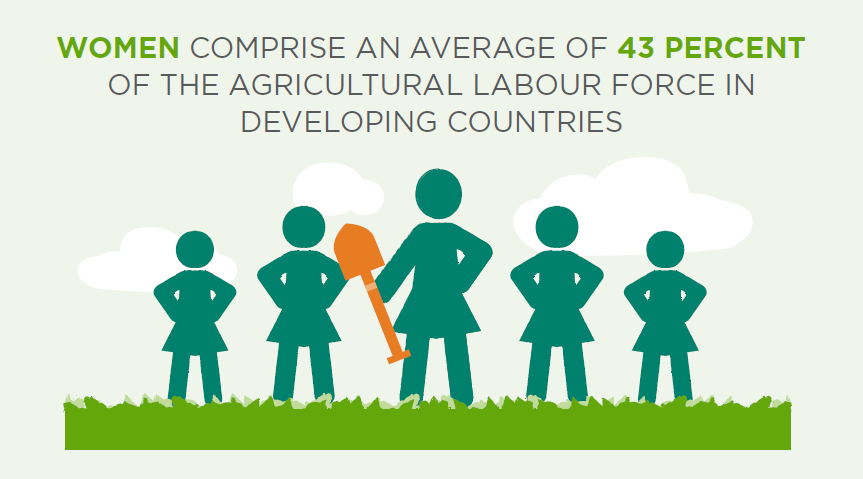 WOMEN COMPRISE AN AVERAGE OF 43 PERCENT
OF THE AGRICULTURAL LABOUR FORCE IN
DEVELOPING COUNTRIES